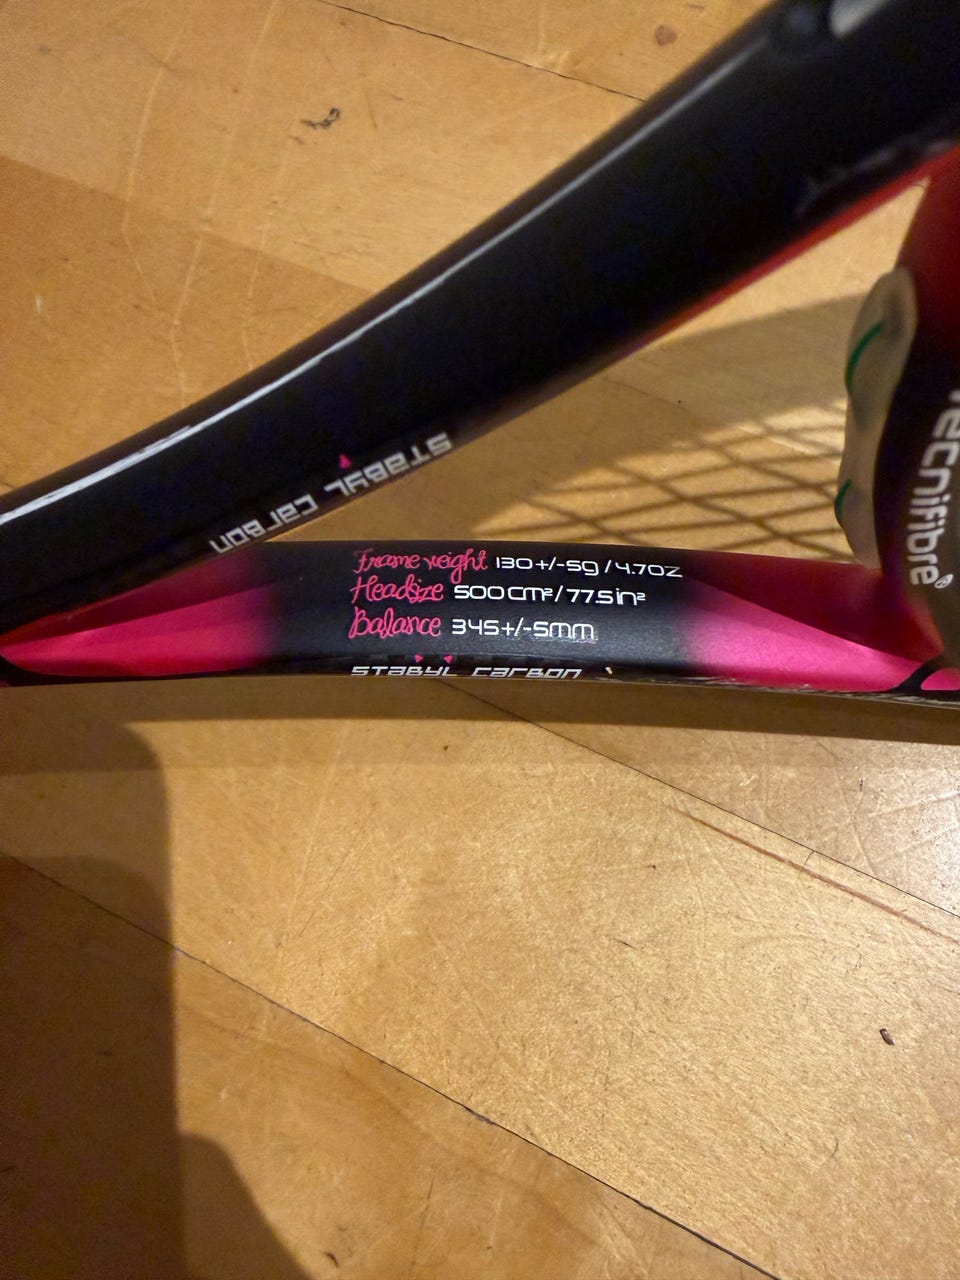 STABYL CARBON
Frame weight 130+/-5g / 4.7OZ
Headsize 500cm² / 77.5in²
Balance 345+/-5mm
STABYL CARBON
Tecnifibre®